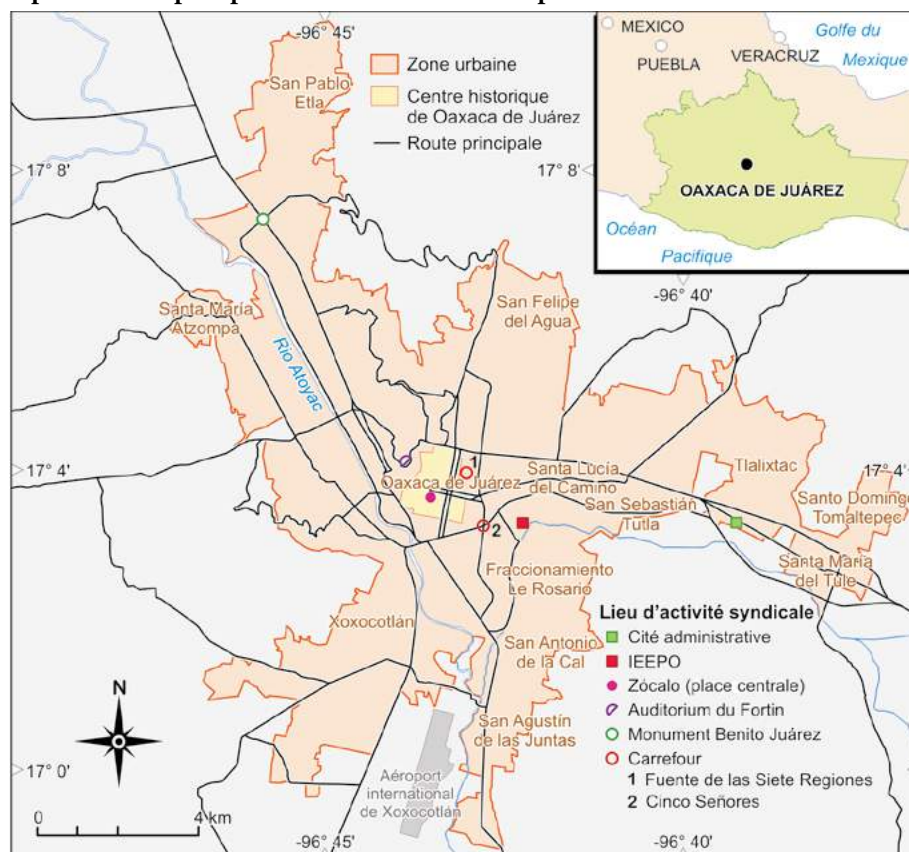 -96° 45'
San Pablo
Etla
Zone urbaine
Centre historique
de Oaxaca de Juárez
Route principale
MEXICO
PUEBLA
VERACRUZ
Golfe du
Mexique
OAXACA DE JUÁREZ
Océan
Pacifique
17° 8'
17° 8'
-96° 40'
Santa María
Atzompa
San Felipe
del Agua
Rio Atoyac
17° 4'
1
Oaxaca de Juárez
Santa Lucía
del Camino
Tlalixtac
17° 4'
San Sebastián
Tutla
Santo Domingo
Tomaltepec
2
Santa María
del Tule
Fraccionamiento
Le Rosario
Xoxocotlán
San Antonio
de la Cal
San Agustín
de las Juntas
Lieu d'activité syndicale
Cité administrative
IEEPO
Zócalo (place centrale)
Auditorium du Fortin
Monument Benito Juárez
Carrefour
1 Fuente de las Siete Regiones
2 Cinco Señores
N
17° 0'
Aéroport
international
de Xoxocotlán
0 4 km
-96° 45'
-96° 40'